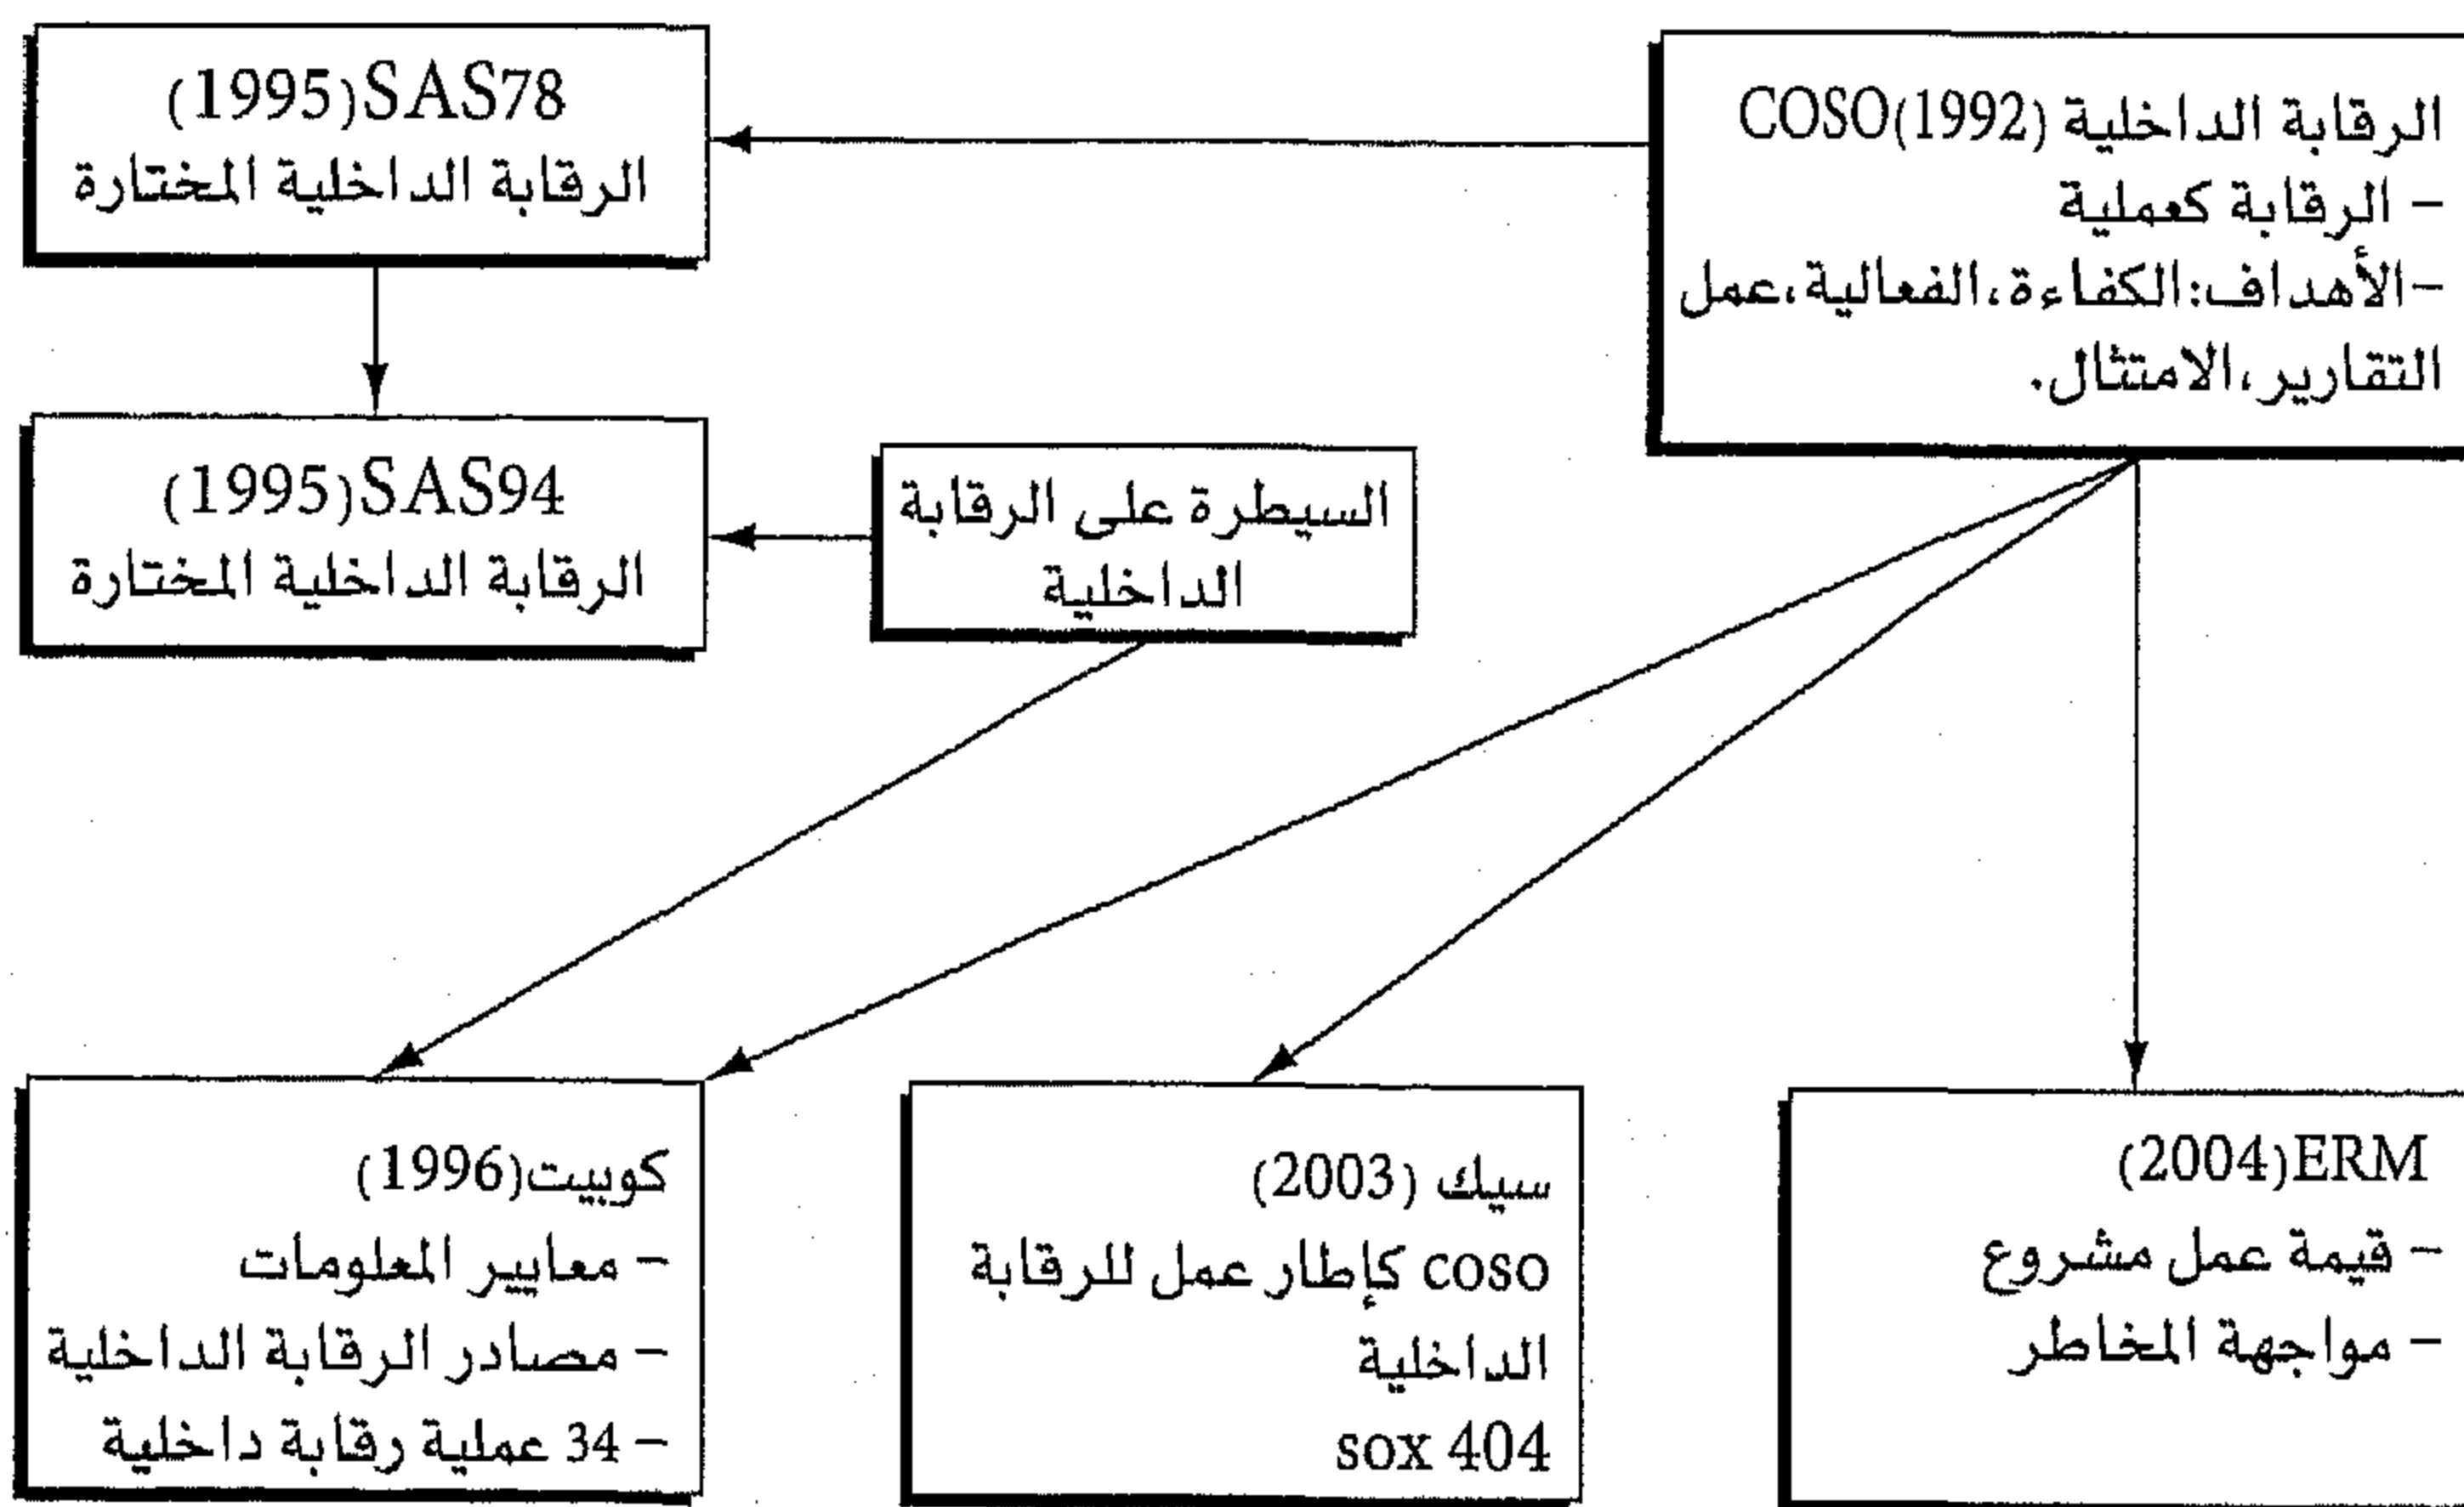 الرقابة الداخلية COSO(1992)
- الرقابة كعملية
-الأهداف:الكفاءة،الفعالية،عمل
التقارير،الامتثال.
(1995)SAS78
الرقابة الداخلية المختارة
السيطرة على الرقابة
الداخلية
(1995)SAS94
الرقابة الداخلية المختارة
(2004)ERM
- قيمة عمل مشروع
- مواجهة المخاطر
سيك (2003)
coso كإطار عمل للرقابة
الداخلية
sox 404
كوبيت(1996)
- معايير المعلومات
- مصادر الرقابة الداخلية
- 34 عملية رقابة داخلية